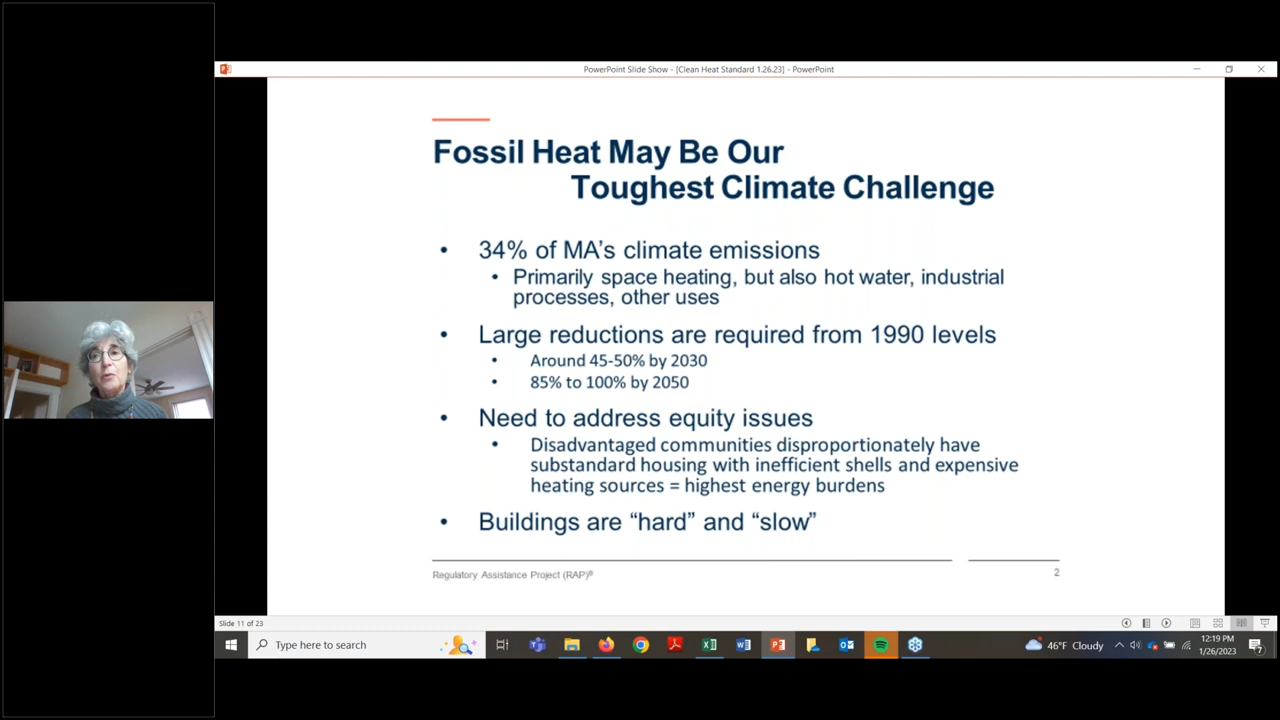 PowerPoint Slide Show - [Clean Heat Standard 1.26.23] - PowerPoint
Fossil Heat May Be Our
Toughest Climate Challenge
• 34% of MA’s climate emissions
• Primarily space heating, but also hot water, industrial
processes, other uses
• Large reductions are required from 1990 levels
• Around 45-50% by 2030
• 85% to 100% by 2050
• Need to address equity issues
• Disadvantaged communities disproportionately have
substandard housing with inefficient shells and expensive
heating sources = highest energy burdens
• Buildings are “hard” and “slow”
Regulatory Assistance Project (RAP)®
2
Slide 11 of 23
Type here to search
46°F Cloudy
12:19 PM
1/26/2023
7